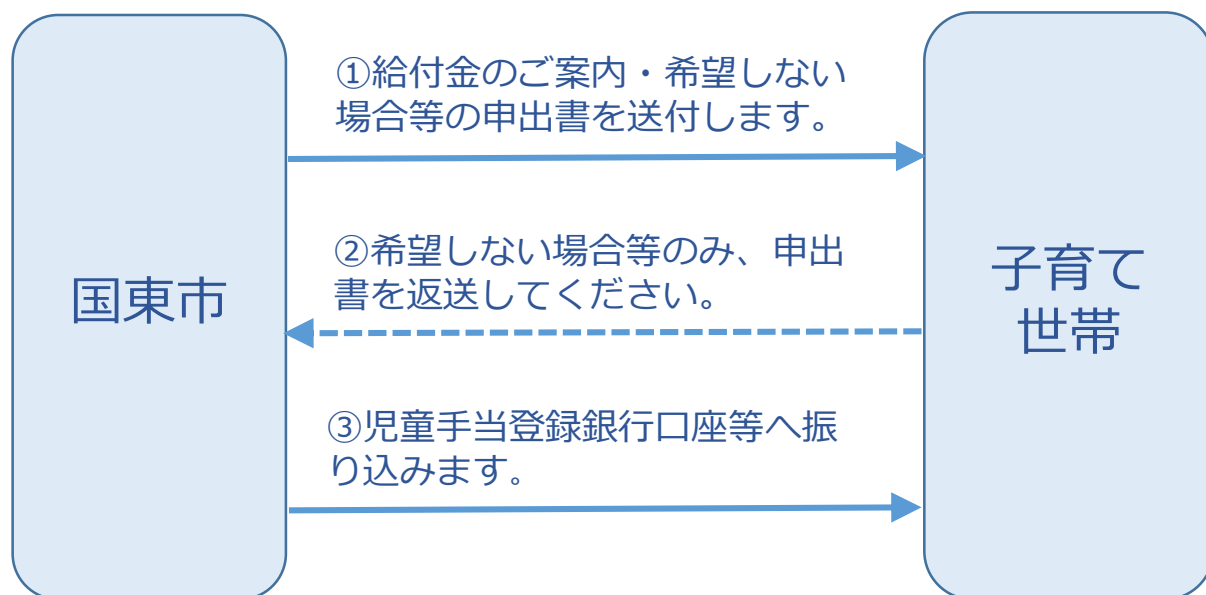 ①給付金のご案内・希望しない
場合等の申出書を送付します。
②希望しない場合等のみ、申出
書を返送してください。
国東市
子育て
世帯
③児童手当登録銀行口座等へ振
り込みます。